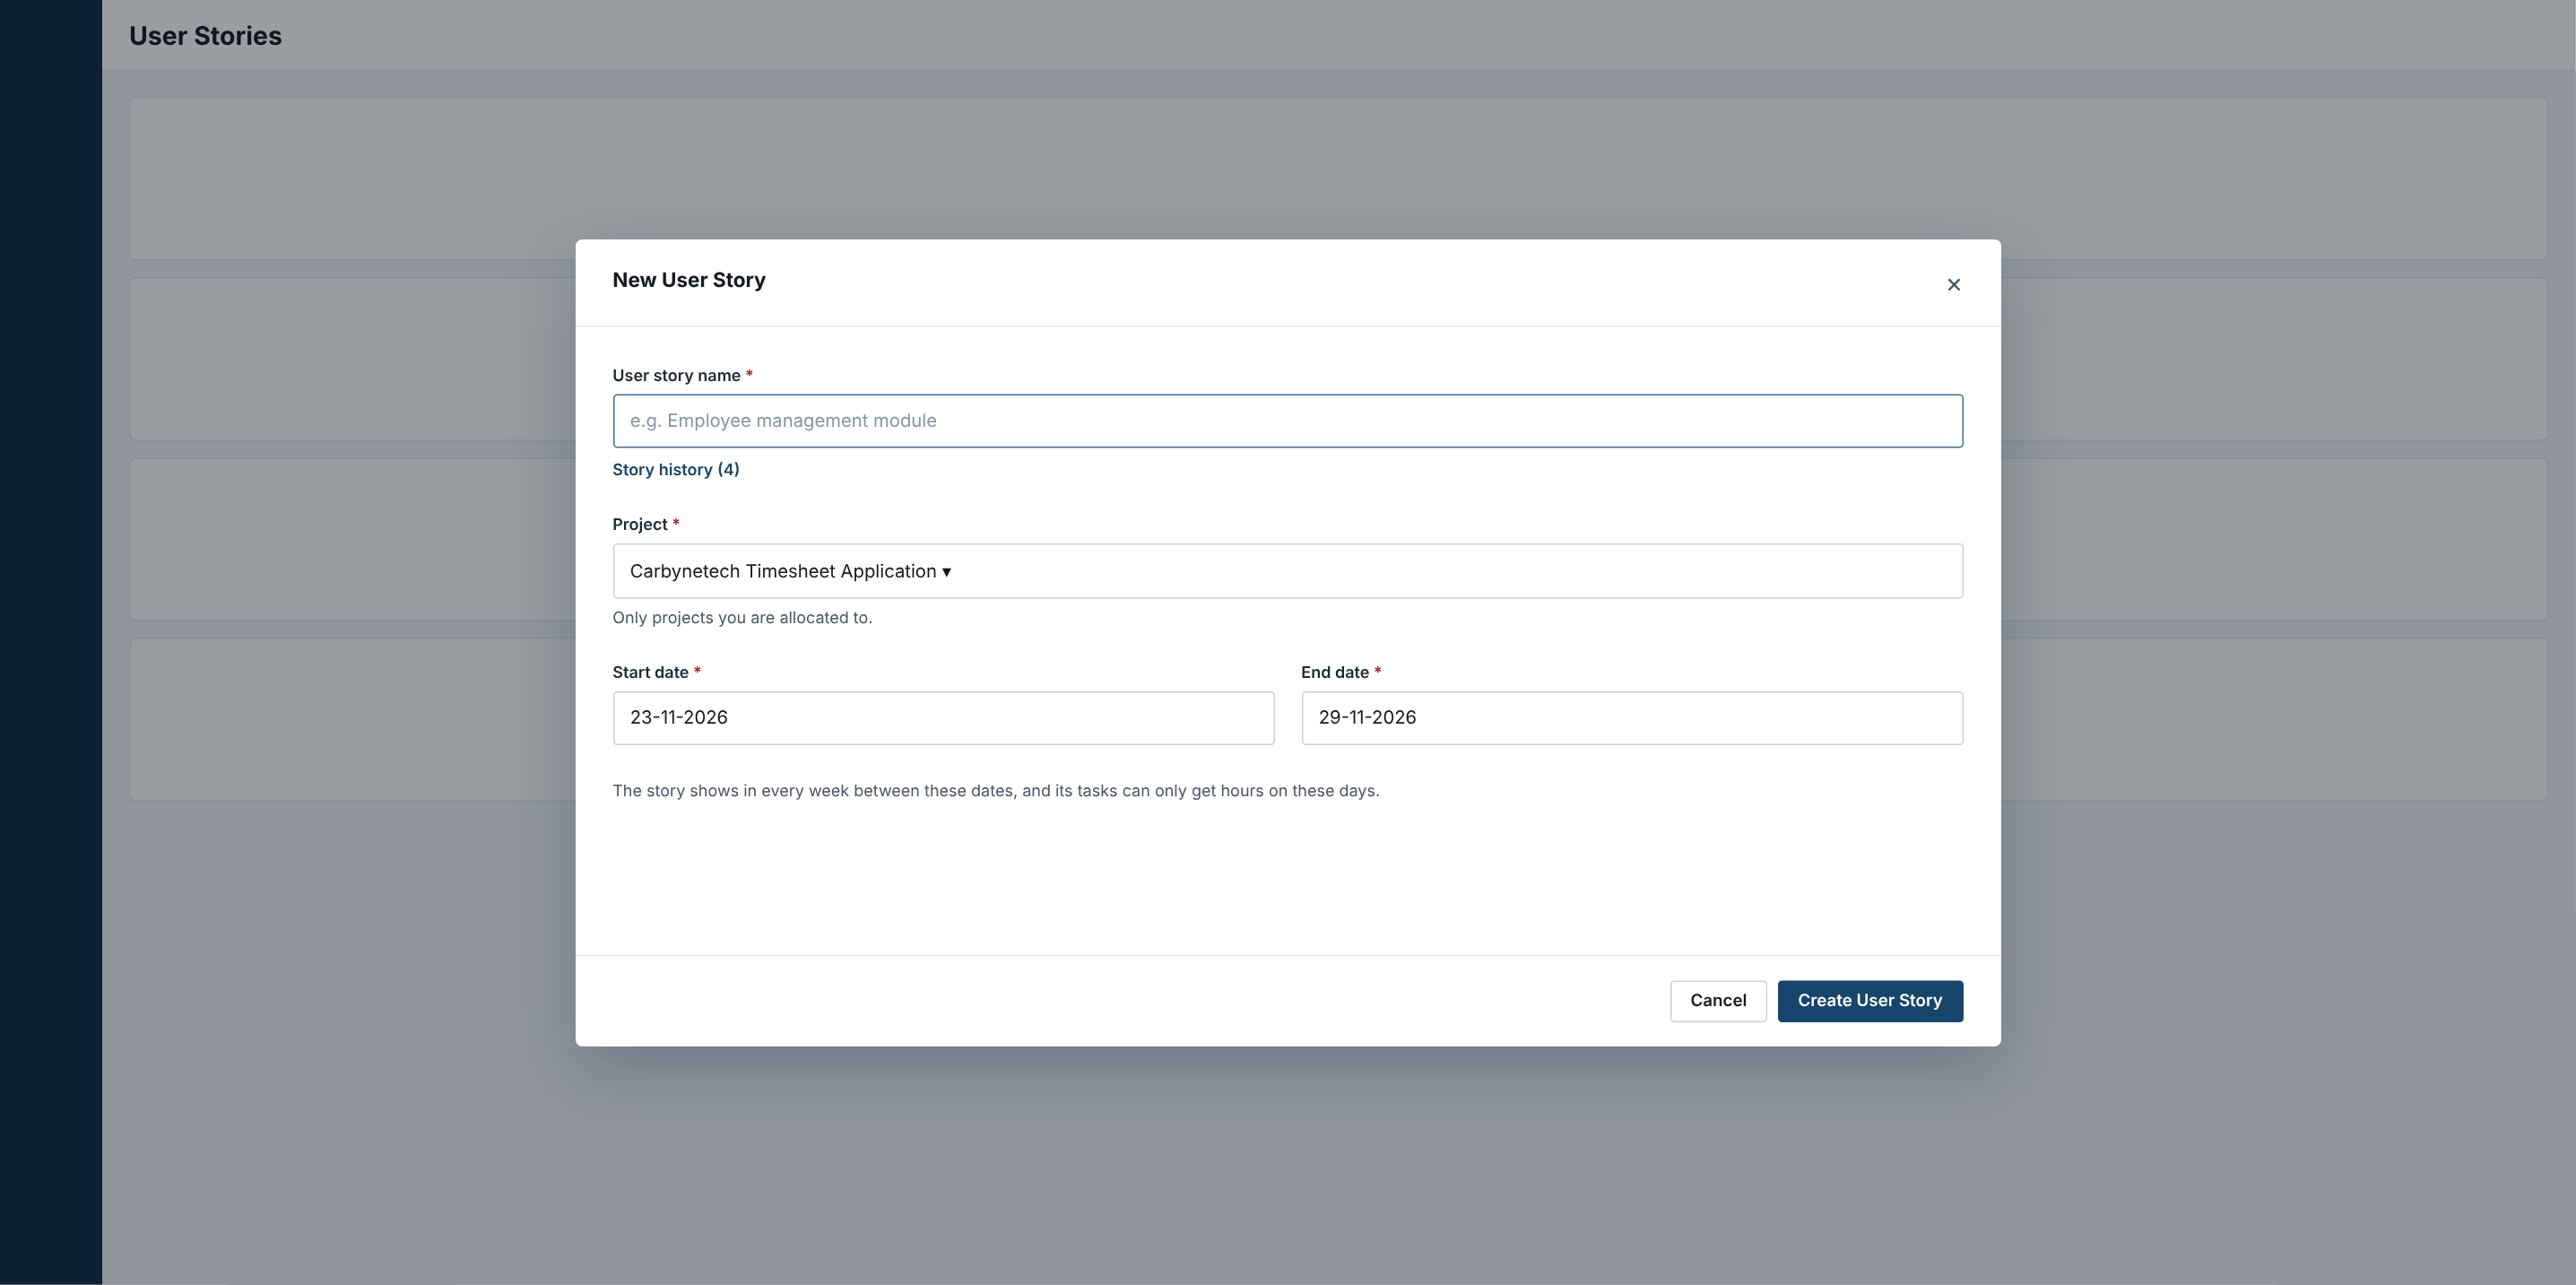 User Stories
New User Story
✕
User story name *
e.g. Employee management module
Story history (4)
Project *
Carbynetech Timesheet Application ▾
Only projects you are allocated to.
Start date *
End date *
23-11-2026
29-11-2026
The story shows in every week between these dates, and its tasks can only get hours on these days.
Cancel
Create User Story